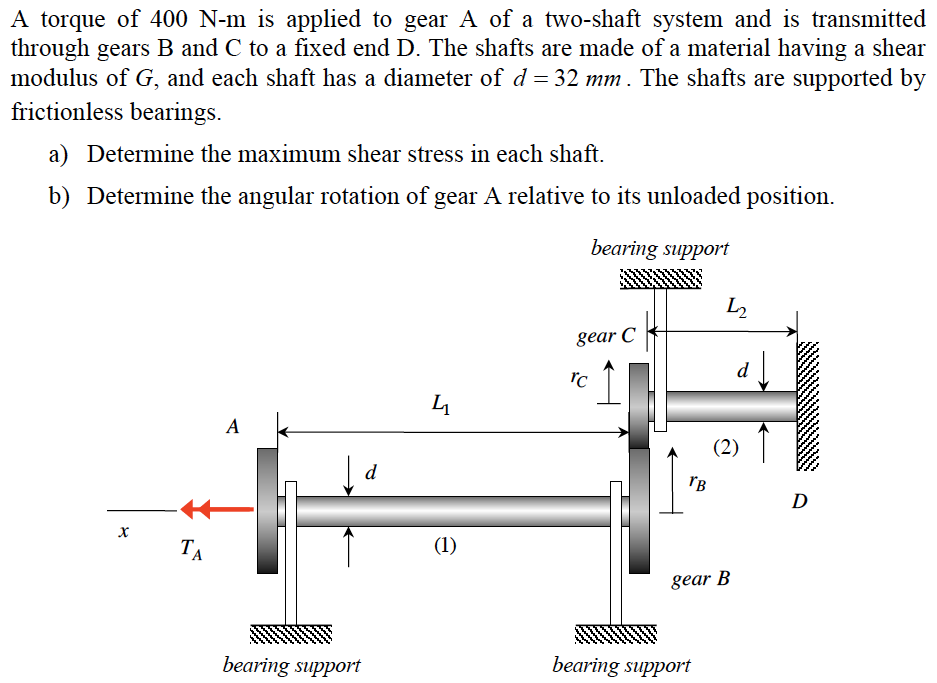 A torque of 400 N-m is applied to gear A of a two-shaft system and is transmitted
through gears B and C to a fixed end D. The shafts are made of a material having a shear
modulus of G, and each shaft has a diameter of d = 32 mm. The shafts are supported by
frictionless bearings.
a) Determine the maximum shear stress in each shaft.
b) Determine the angular rotation of gear A relative to its unloaded position.
bearing support
L2
gear C
d
rC
L1
A
(2)
d
rB
D
x
TA
(1)
gear B
bearing support
bearing support